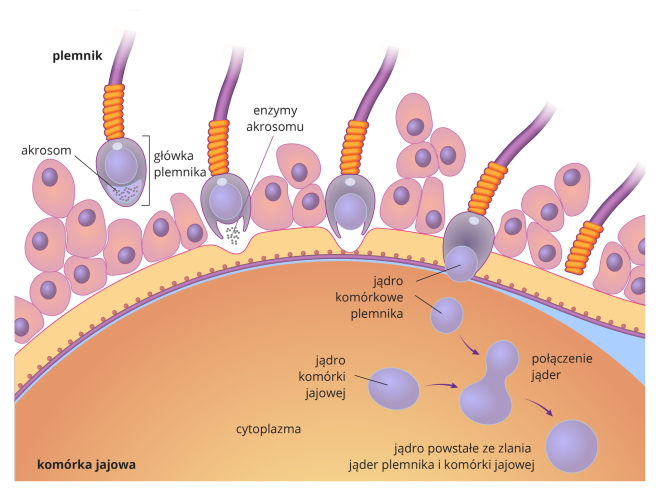 plemnik
enzymy
akrosomu
akrosom
główka
plemnika
jądro
komórkowe
plemnika
jądro
komórki
jajowej
połączenie
jąder
cytoplazma
jądro powstałe ze zlania
jąder plemnika i komórki jajowej
komórka jajowa